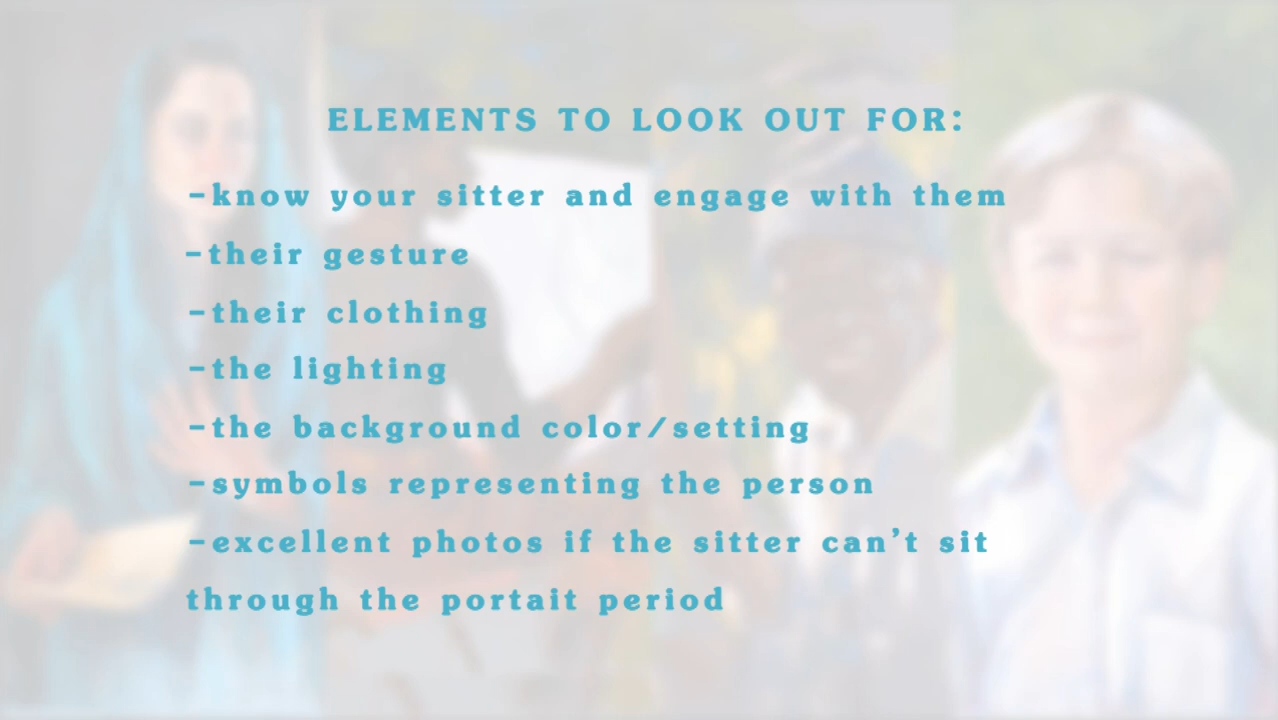 ELEMENTS TO LOOK OUT FOR:
-know your sitter and engage with them
-their gesture
-their clothing
-the lighting
-the background color/setting
-symbols representing the person
-excellent photos if the sitter can't sit
through the portait period